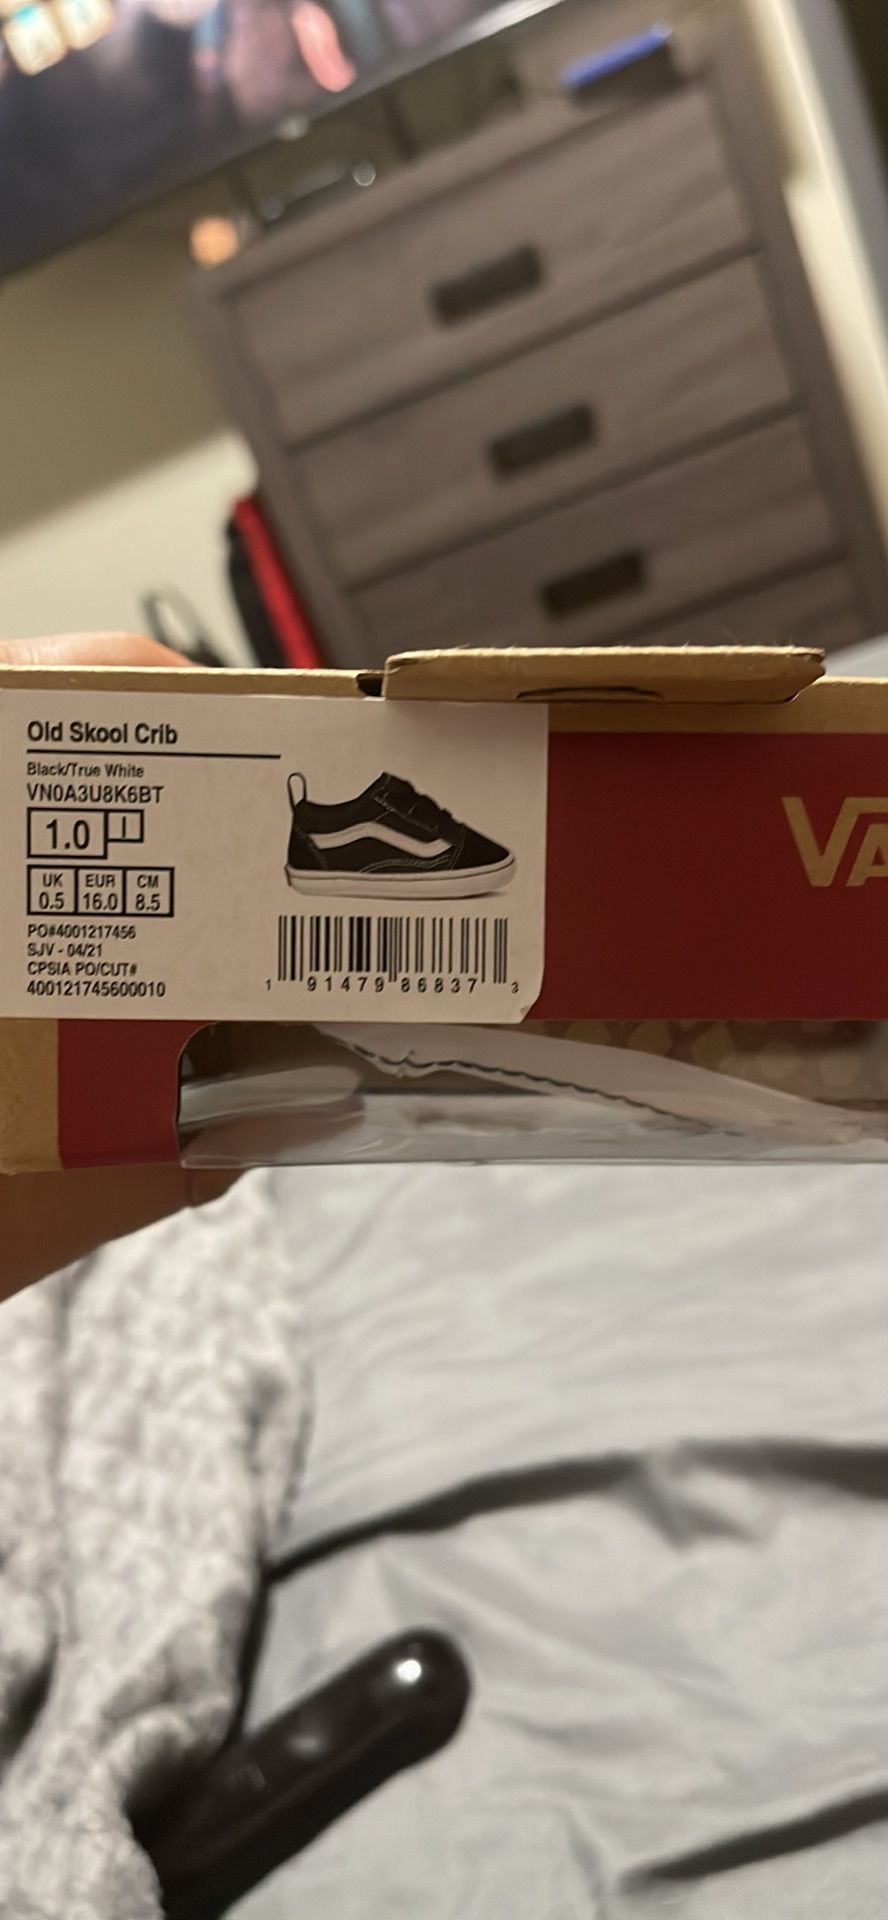 Old Skool Crib
Black/True White
VN0A3U8K6BT
1.0 I
UK EUR CM
0.5 16.0 8.5
PO#4001217456
SJV - 04/21
CPSIA PO/CUT#
400121745600010
1 91479 86837 3
VA